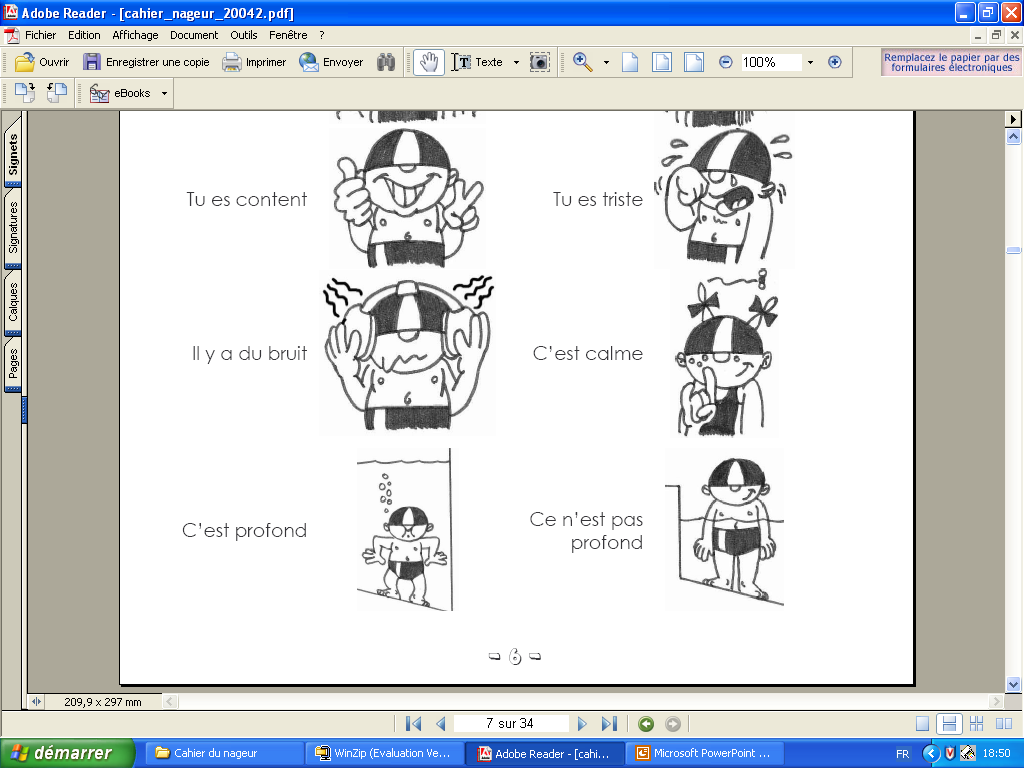 Adobe Reader - [cahier_nageur_20042.pdf]
Fichier Edition Affichage Document Outils Fenêtre ?
Ouvrir Enregistrer une copie Imprimer Envoyer Texte 100%
Remplacez le papier par des
formulaires électroniques
eBooks
Signets
Signatures
Calques
Pages
Tu es content
Tu es triste
Il y a du bruit
C'est calme
C'est profond
Ce n'est pas
profond
- 6 -
209,9 x 297 mm
7 sur 34
démarrer Cahier du nageur WinZip (Evaluation Ve... Adobe Reader - [cahi... Microsoft PowerPoint ... FR 18:50